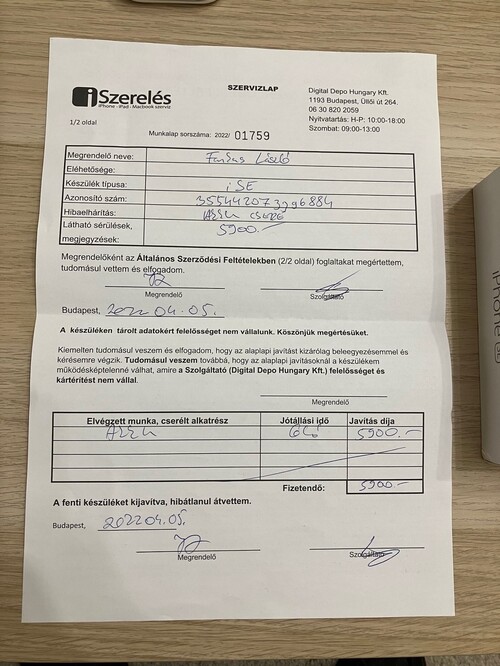 iSzerelés
iPhone - iPad - Macbook szerviz
SZERVIZLAP
Digital Depo Hungary Kft.
1193 Budapest, Üllői út 264.
06 30 820 2059
Nyitvatartás: H-P: 10:00-18:00
Szombat: 09:00-13:00
1/2 oldal
Munkalap sorszáma: 2022/ 01759
Megrendelő neve: László
Elérhetősége:
Készülék típusa: iSE
Azonosító szám:
Hibaelhárítás: AKKU CSERE
Látható sérülések, megjegyzések: 5900.-
Megrendelőként az Általános Szerződési Feltételekben (2/2 oldal) foglaltakat megértettem,
tudomásul vettem és elfogadom.
Megrendelő Szolgáltató
Budapest, 2022.04.05.
A készüléken tárolt adatokért felelősséget nem vállalunk. Köszönjük megértésüket.
Kiemelten tudomásul veszem és elfogadom, hogy az alaplapi javítást kizárólag beleegyezésemmel és
kérésemre végzik. Tudomásul veszem továbbá, hogy az alaplapi javításoknál a készülékem
működésképtelenné válhat, amire a Szolgáltató (Digital Depo Hungary Kft.) felelősséget és
kártérítést nem vállal.
Megrendelő
Elvégzett munka, cserélt alkatrész Jótállási idő Javítás díja
AKKU 6hó 5900.-
Fizetendő: 5900.-
A fenti készüléket kijavítva, hibátlanul átvettem.
Budapest, 2022.04.05.
Megrendelő Szolgáltató
iPhone